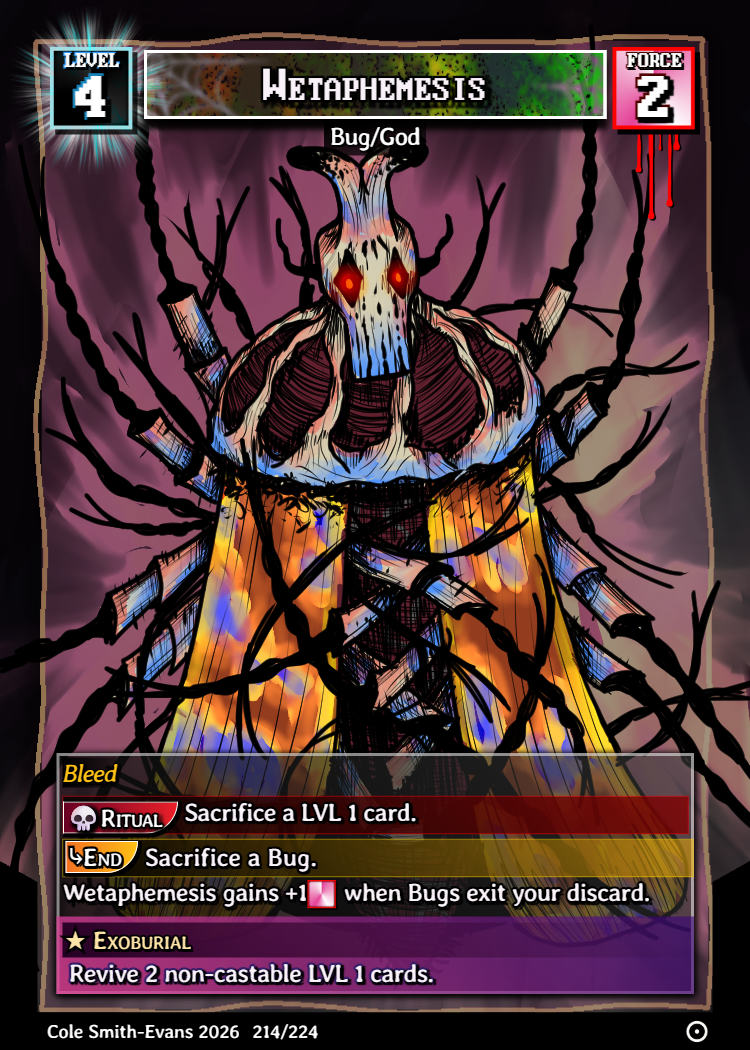 LEVEL
4
Wetaphemesis
FORCE
2
Bug/God
Bleed
Ritual Sacrifice a LVL 1 card.
↳End Sacrifice a Bug.
Wetaphemesis gains +1 when Bugs exit your discard.
★ Exoburial
Revive 2 non-castable LVL 1 cards.
Cole Smith-Evans 2026 214/224